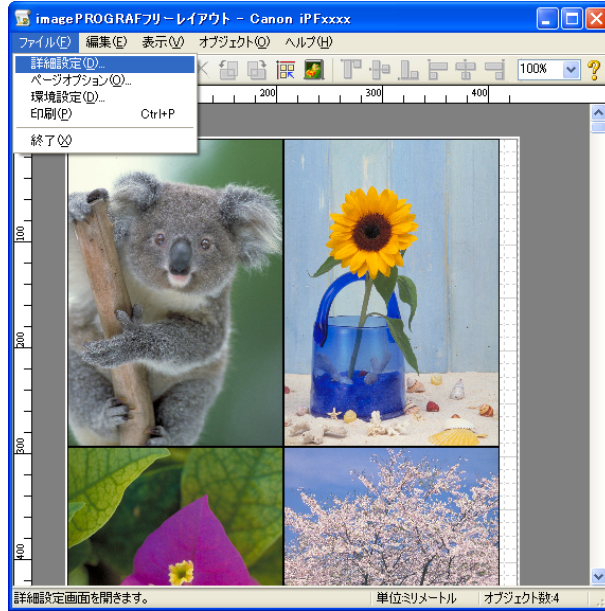 imagePROGRAFフリーレイアウト - Canon iPFxxxx
ファイル(F) 編集(E) 表示(V) オブジェクト(O) ヘルプ(H)
詳細設定(D)...
ページオプション(O)...
環境設定(D)...
印刷(P) Ctrl+P
終了(X)
100%
200 300 400
100
200
300
400
詳細設定画面を開きます。 単位:ミリメートル オブジェクト数:4